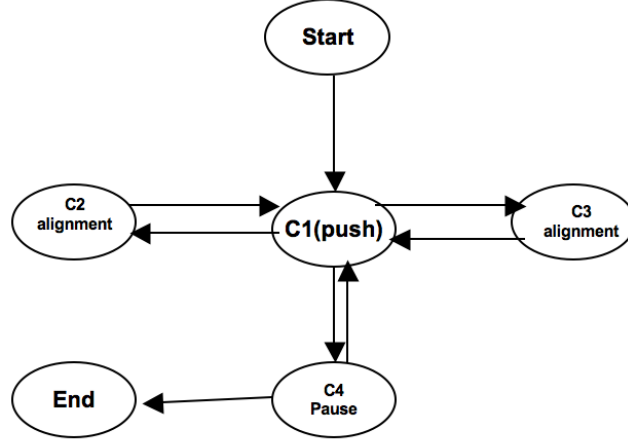 Start
C2
alignment
C1(push)
C3
alignment
End
C4
Pause